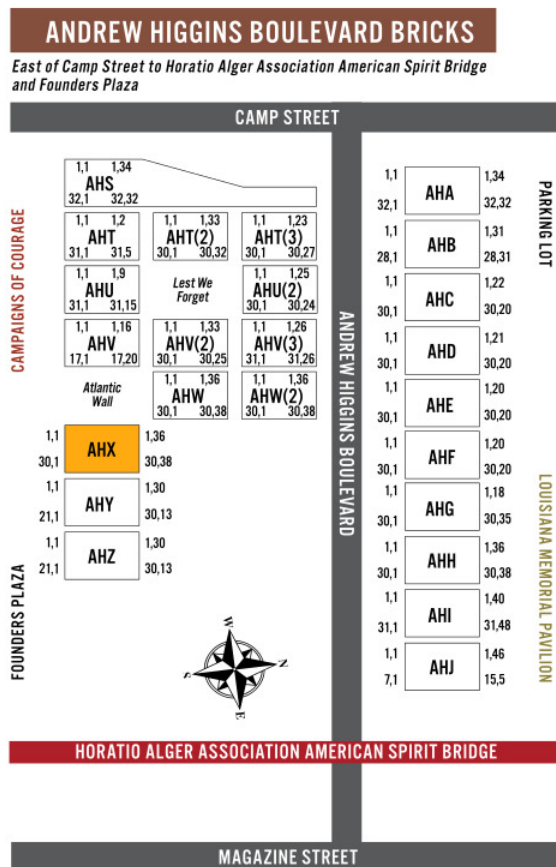 ANDREW HIGGINS BOULEVARD BRICKS
East of Camp Street to Horatio Alger Association American Spirit Bridge
and Founders Plaza
CAMP STREET
1,1 1,34
AHS
32,1 32,32
1,1 1,2
AHT
31,1 31,5
1,1 1,33
AHT(2)
30,1 30,32
1,1 1,23
AHT(3)
30,1 30,27
1,1 1,9
AHU
31,1 31,15
Lest We
Forget
1,1 1,25
AHU(2)
30,1 30,24
1,1 1,16
AHV
17,1 17,20
1,1 1,33
AHV(2)
30,1 30,25
1,1 1,26
AHV(3)
31,1 31,26
Atlantic
Wall
1,1 1,36
AHW
30,1 30,38
1,1 1,36
AHW(2)
30,1 30,38
1,1 1,36
AHX
30,1 30,38
1,1 1,30
AHY
21,1 30,13
1,1 1,30
AHZ
21,1 30,13
CAMPAIGNS OF COURAGE
FOUNDERS PLAZA
W
N
S
E
ANDREW HIGGINS BOULEVARD
1,1 1,34
AHA
32,1 32,32
1,1 1,31
AHB
28,1 28,31
1,1 1,22
AHC
30,1 30,20
1,1 1,21
AHD
30,1 30,20
1,1 1,20
AHE
30,1 30,20
1,1 1,20
AHF
30,1 30,20
1,1 1,18
AHG
30,1 30,35
1,1 1,36
AHH
30,1 30,38
1,1 1,40
AHI
31,1 31,48
1,1 1,46
AHJ
7,1 15,5
PARKING LOT
LOUISIANA MEMORIAL PAVILION
HORATIO ALGER ASSOCIATION AMERICAN SPIRIT BRIDGE
MAGAZINE STREET